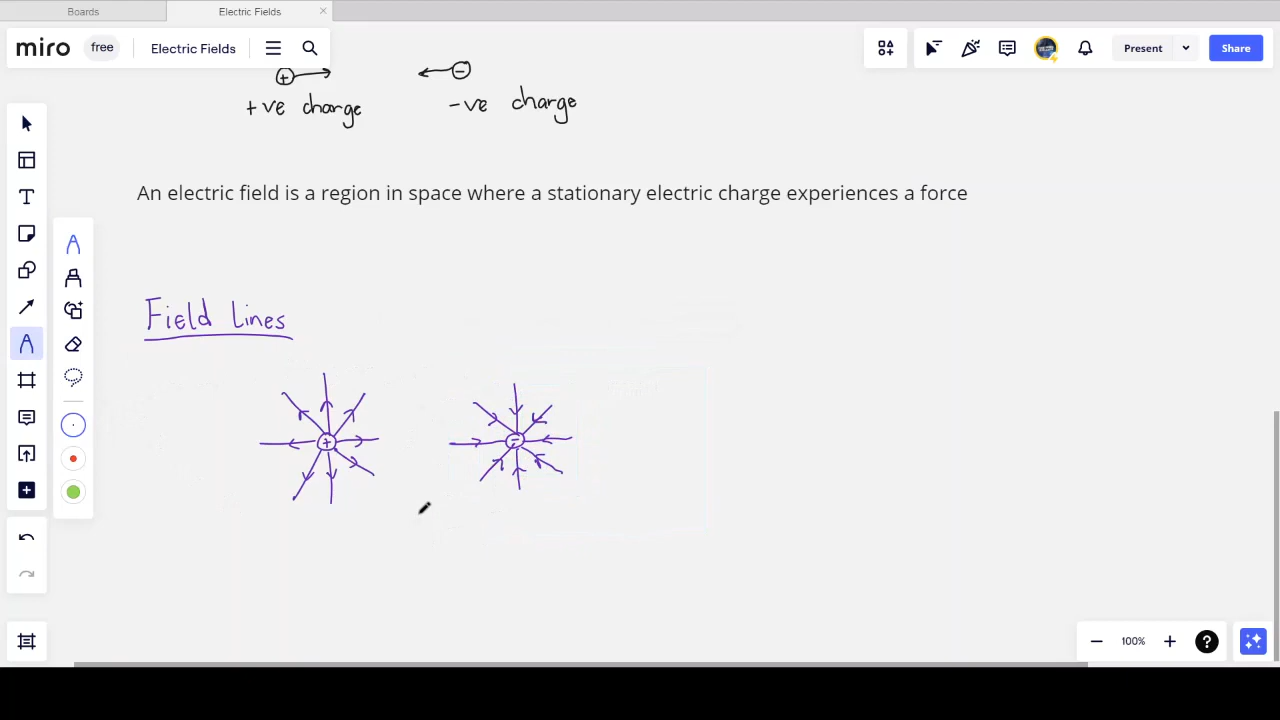 Boards
Electric Fields
miro free Electric Fields
Present
Share
+ -
+ve charge -ve charge
An electric field is a region in space where a stationary electric charge experiences a force
Field Lines
+ -
100%